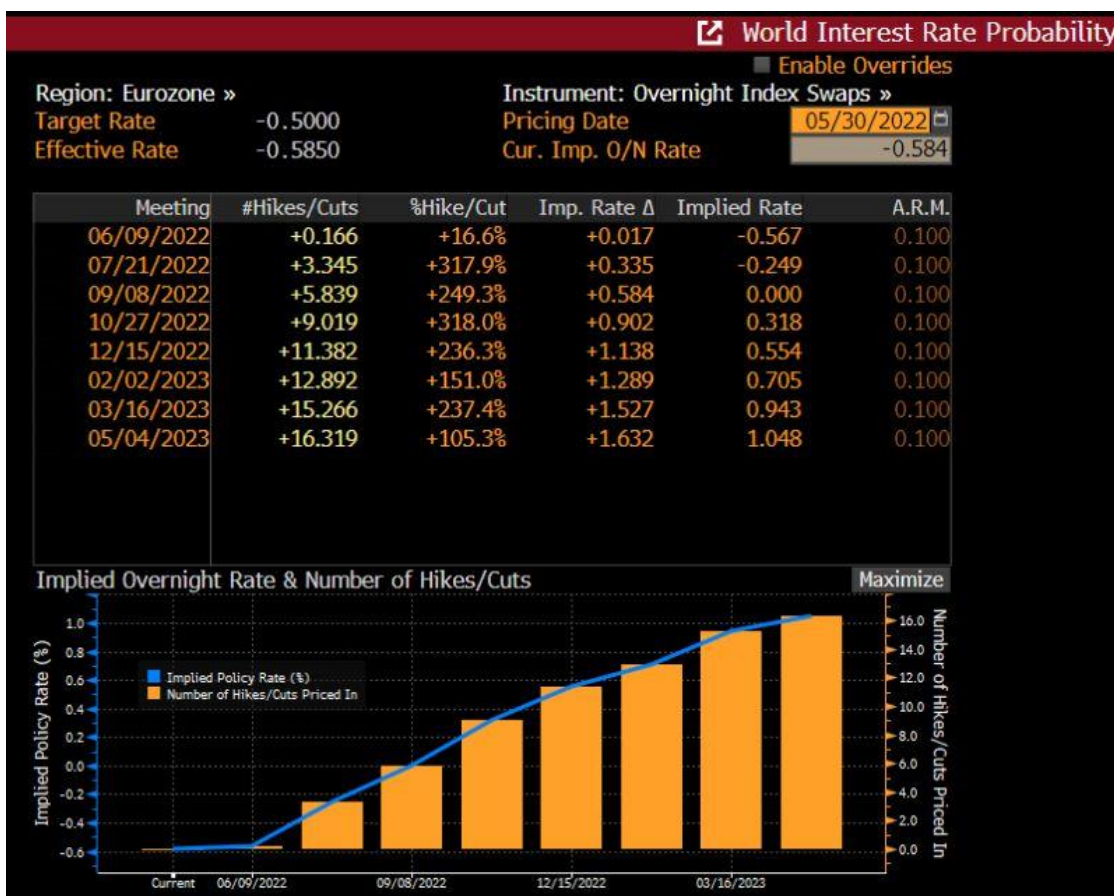 World Interest Rate Probability
Enable Overrides
Region: Eurozone » Instrument: Overnight Index Swaps »
Target Rate -0.5000 Pricing Date 05/30/2022
Effective Rate -0.5850 Cur. Imp. O/N Rate -0.584
Meeting #Hikes/Cuts %Hike/Cut Imp. Rate Δ Implied Rate A.R.M.
06/09/2022 +0.166 +16.6% +0.017 -0.567 0.100
07/21/2022 +3.345 +317.9% +0.335 -0.249 0.100
09/08/2022 +5.839 +249.3% +0.584 0.000 0.100
10/27/2022 +9.019 +318.0% +0.902 0.318 0.100
12/15/2022 +11.382 +236.3% +1.138 0.554 0.100
02/02/2023 +12.892 +151.0% +1.289 0.705 0.100
03/16/2023 +15.266 +237.4% +1.527 0.943 0.100
05/04/2023 +16.319 +105.3% +1.632 1.048 0.100
Implied Overnight Rate & Number of Hikes/Cuts Maximize
Implied Policy Rate (%)
1.0
0.8
0.6
0.4
0.2
0.0
-0.2
-0.4
-0.6
Implied Policy Rate (%)
Number of Hikes/Cuts Priced In
16.0
14.0
12.0
10.0
8.0
6.0
4.0
2.0
0.0
Number of Hikes/Cuts Priced In
Current 06/09/2022 09/08/2022 12/15/2022 03/16/2023